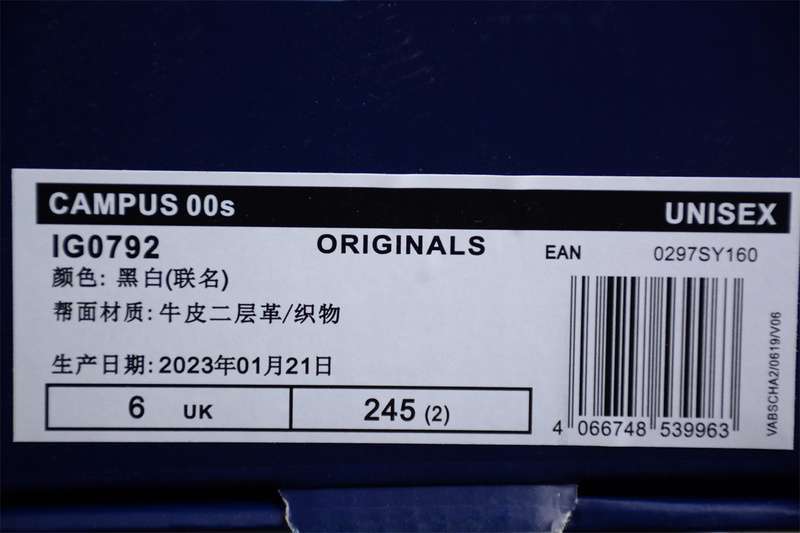 CAMPUS 00s UNISEX
IG0792 ORIGINALS EAN 0297SY160
颜色: 黑白(联名)
帮面材质: 牛皮二层革/织物
生产日期: 2023年01月21日
6 UK 245 (2)
4 066748 539963
VABSCHA2/0619/V06